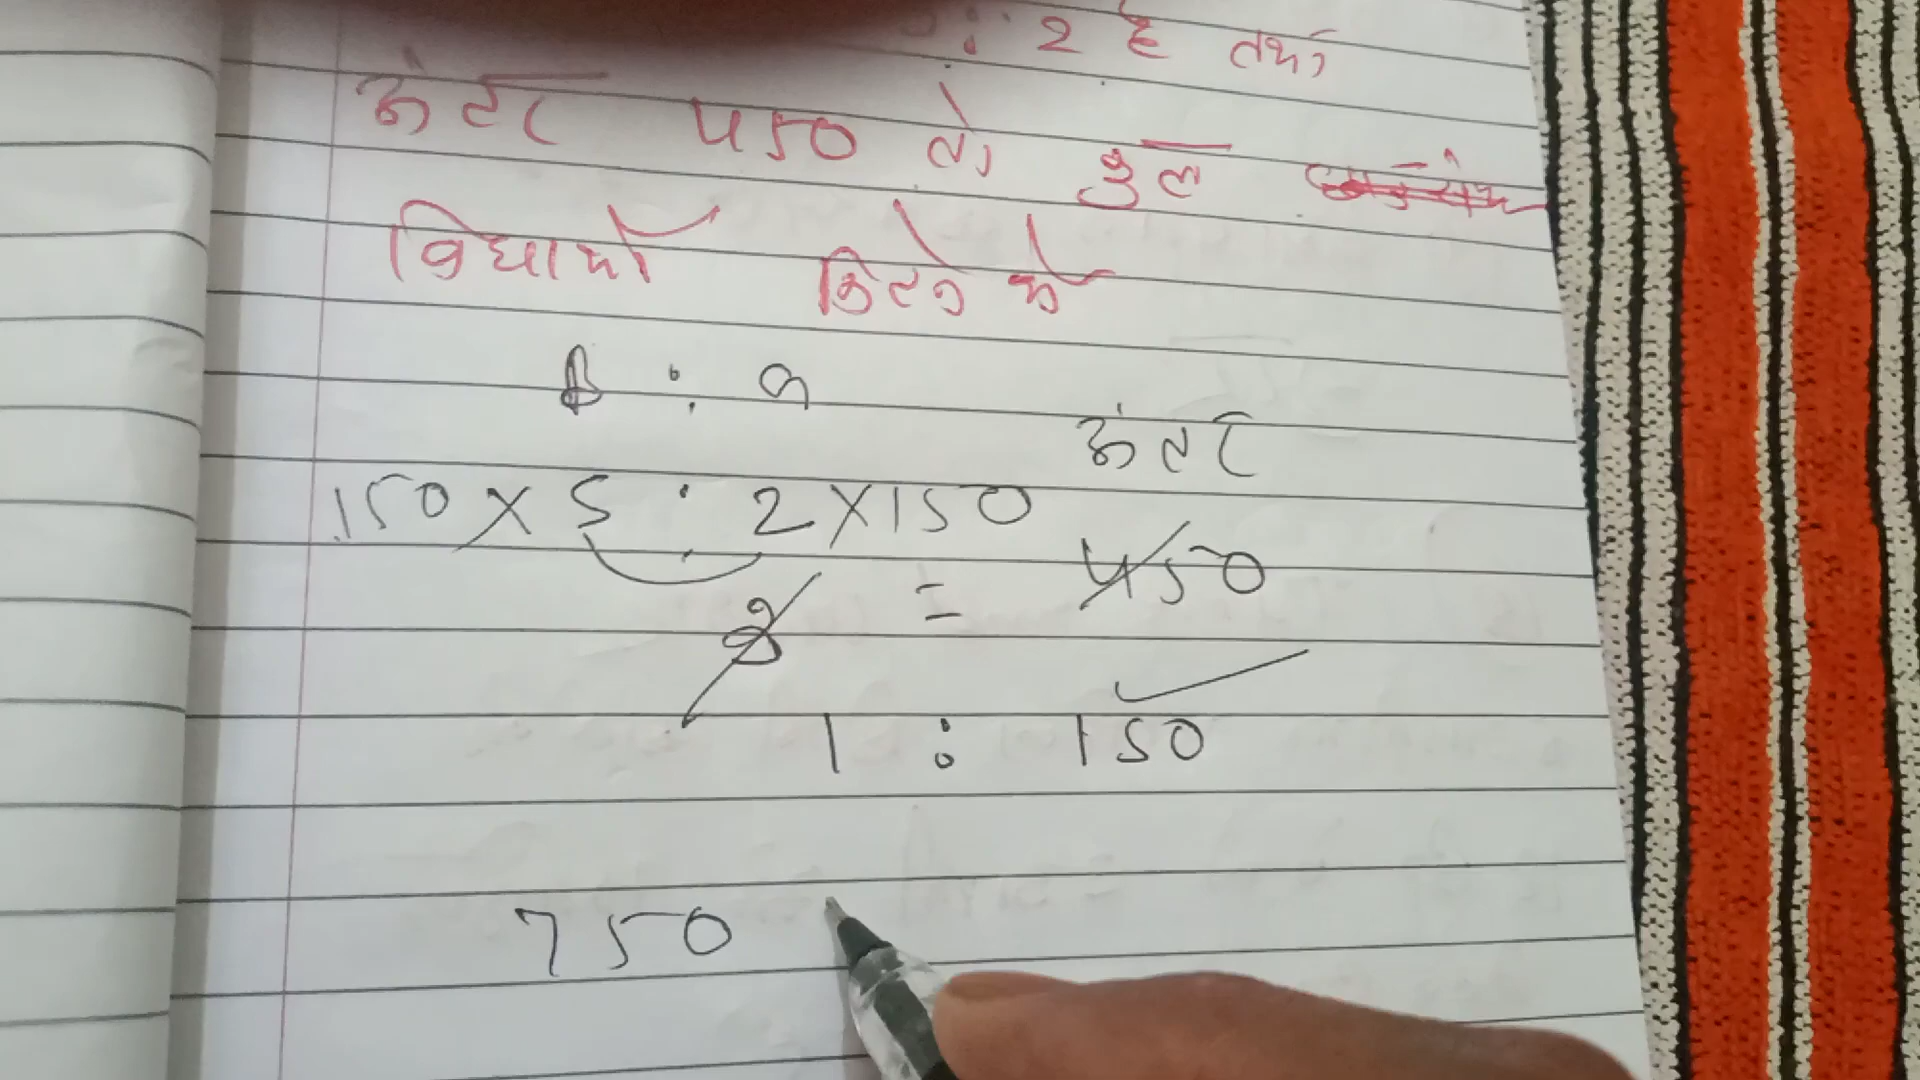 : 2 है तथा
अंतर 450 तो कुल
विद्यार्थी कितने थे
B : G
अंतर
150 X 5 : 2 X 150
3 = 450
1 : 150
750